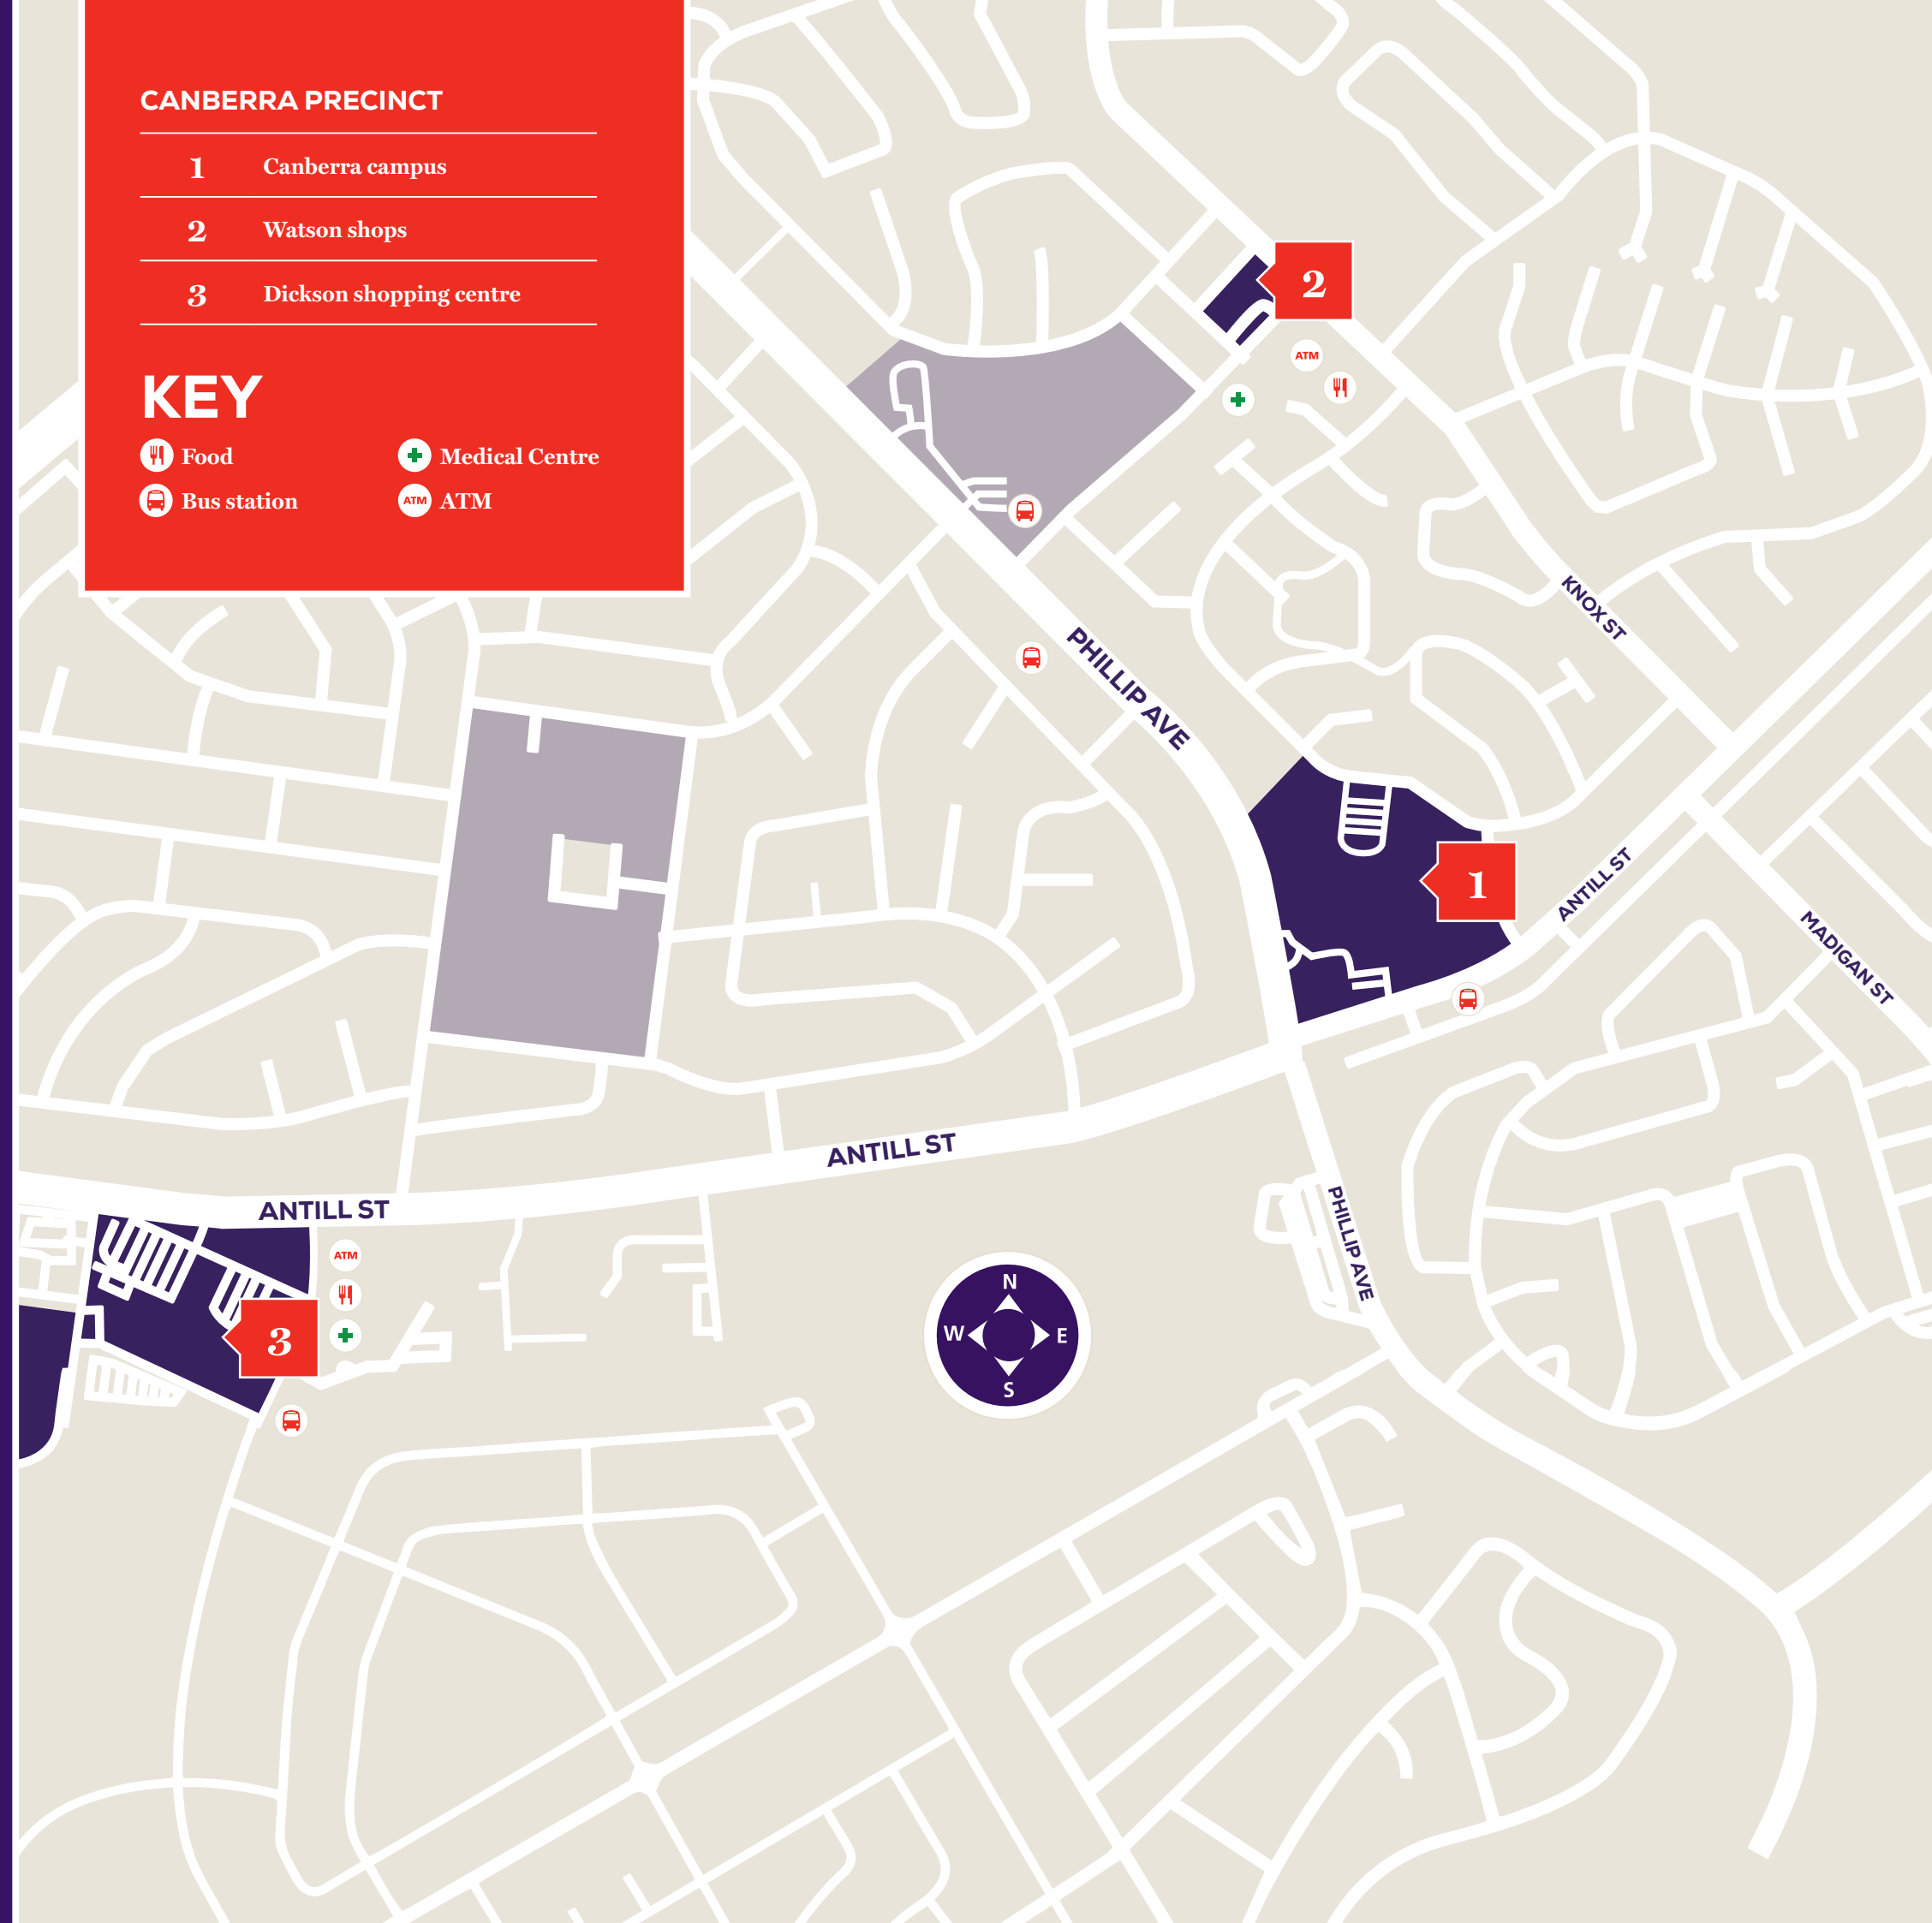 CANBERRA PRECINCT
1 Canberra campus
2 Watson shops
3 Dickson shopping centre
KEY
Food
Medical Centre
Bus station
ATM ATM
2
ATM
KNOX ST
PHILLIP AVE
1
ANTILL ST
MADIGAN ST
ANTILL ST
ANTILL ST
PHILLIP AVE
ATM
3
N
W E
S